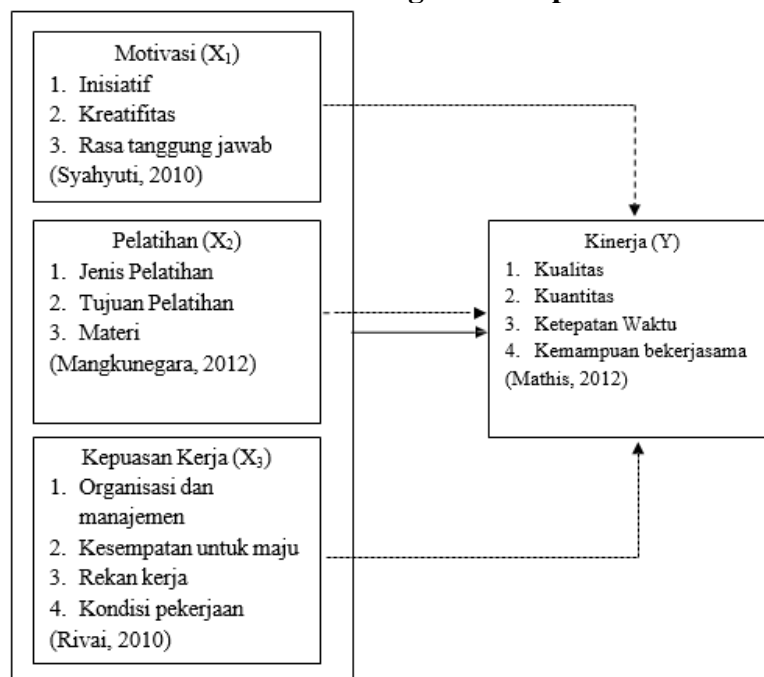 Motivasi (X₁)
1. Inisiatif
2. Kreatifitas
3. Rasa tanggung jawab
(Syahyuti, 2010)
Pelatihan (X₂)
1. Jenis Pelatihan
2. Tujuan Pelatihan
3. Materi
(Mangkunegara, 2012)
Kepuasan Kerja (X₃)
1. Organisasi dan
manajemen
2. Kesempatan untuk maju
3. Rekan kerja
4. Kondisi pekerjaan
(Rivai, 2010)
Kinerja (Y)
1. Kualitas
2. Kuantitas
3. Ketepatan Waktu
4. Kemampuan bekerjasama
(Mathis, 2012)